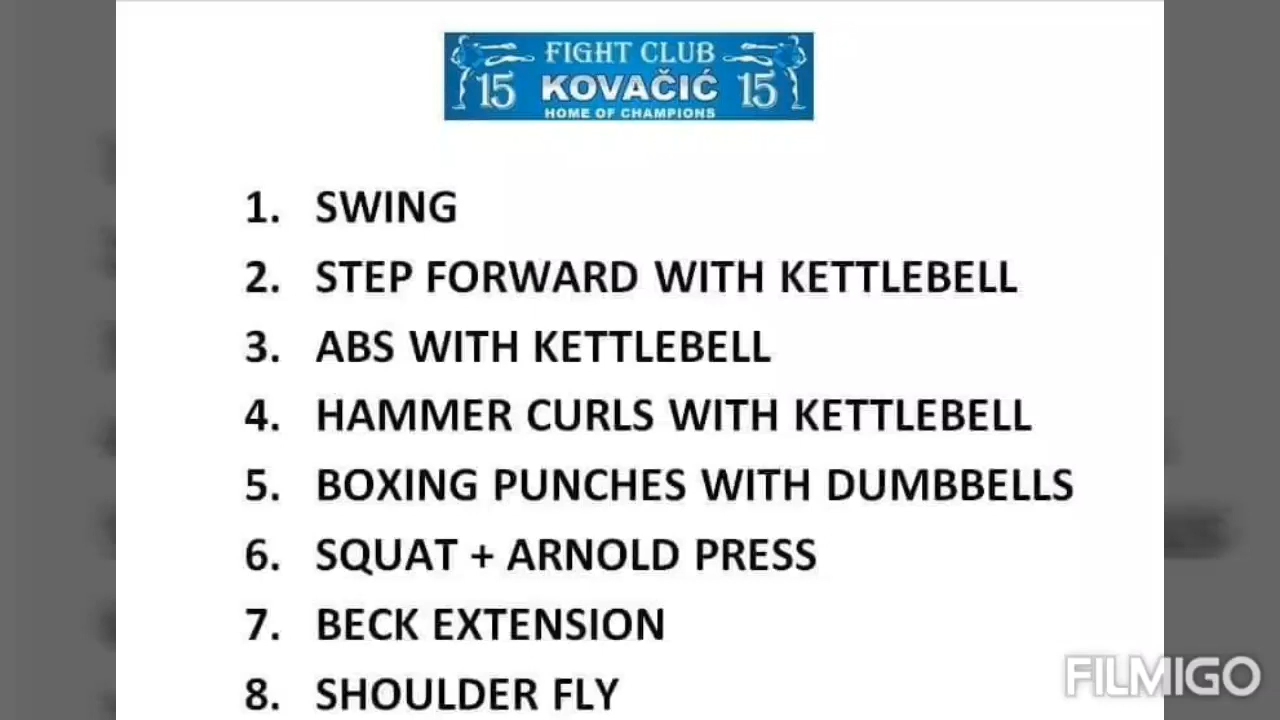 FIGHT CLUB
15 KOVAČIĆ 15
HOME OF CHAMPIONS
1. SWING
2. STEP FORWARD WITH KETTLEBELL
3. ABS WITH KETTLEBELL
4. HAMMER CURLS WITH KETTLEBELL
5. BOXING PUNCHES WITH DUMBBELLS
6. SQUAT + ARNOLD PRESS
7. BECK EXTENSION
8. SHOULDER FLY
FILMIGO